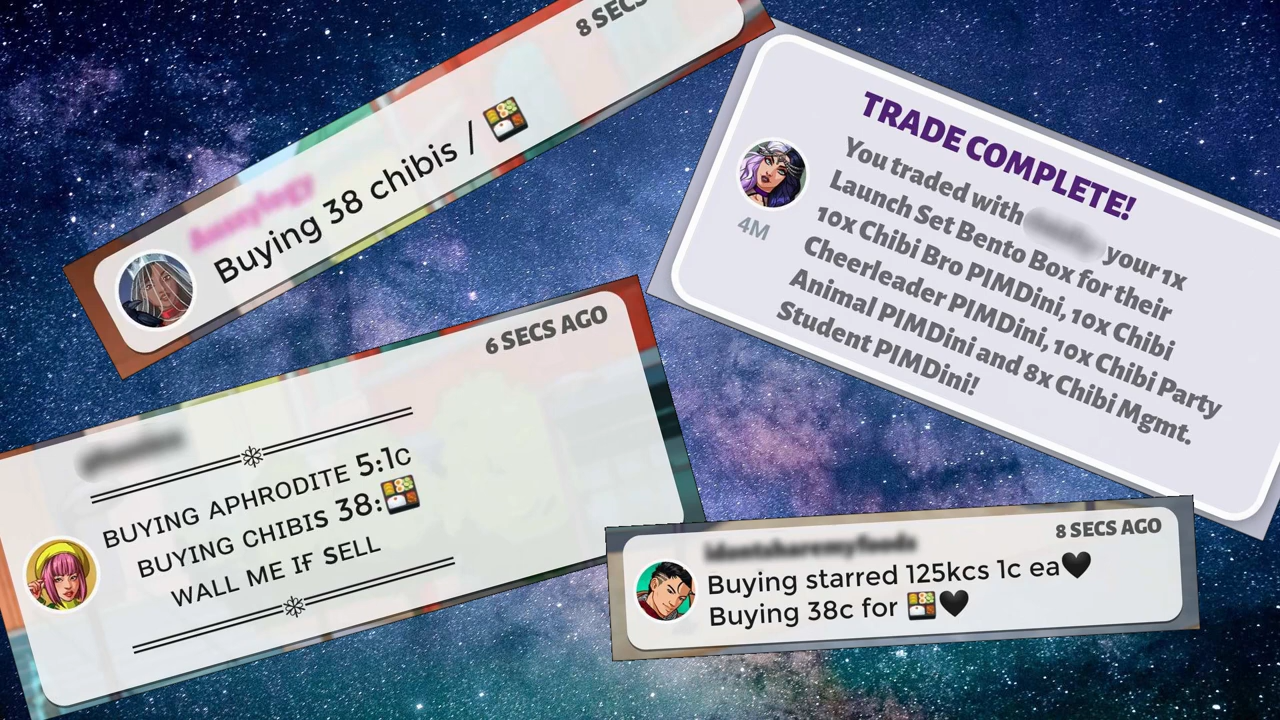 8 SECS
Buying 38 chibis / 🍱
TRADE COMPLETE!
You traded with your 1x
Launch Set Bento Box for their
10x Chibi Bro PIMDini, 10x Chibi
Cheerleader PIMDini, 10x Chibi Party
Animal PIMDini and 8x Chibi Mgmt.
Student PIMDini!
4M
6 SECS AGO
BUYING APHRODITE 5:1C
BUYING CHIBIS 38:🍱
WALL ME IF SELL
8 SECS AGO
Buying starred 125kcs 1c ea🖤
Buying 38c for 🍱🖤